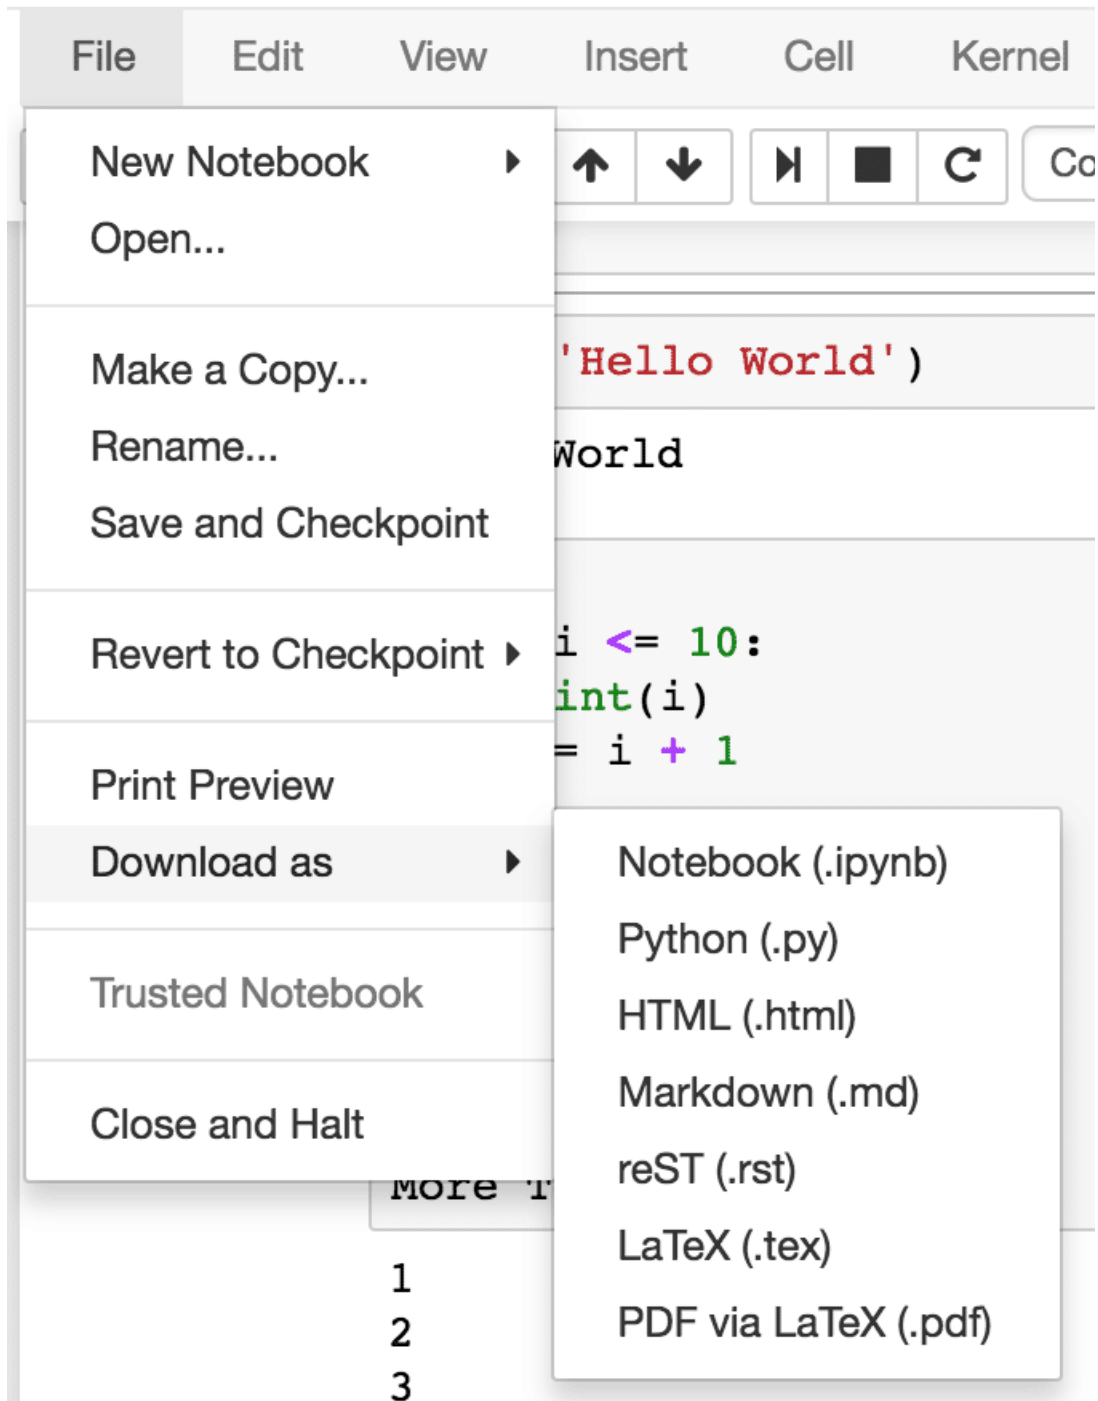 File Edit View Insert Cell Kernel
New Notebook
Open...
'Hello World')
Make a Copy...
Rename...
World
Save and Checkpoint
Revert to Checkpoint
i <= 10:
int(i)
= i + 1
Print Preview
Download as
Trusted Notebook
Close and Halt
Notebook (.ipynb)
Python (.py)
HTML (.html)
Markdown (.md)
reST (.rst)
LaTeX (.tex)
PDF via LaTeX (.pdf)
More
1
2
3